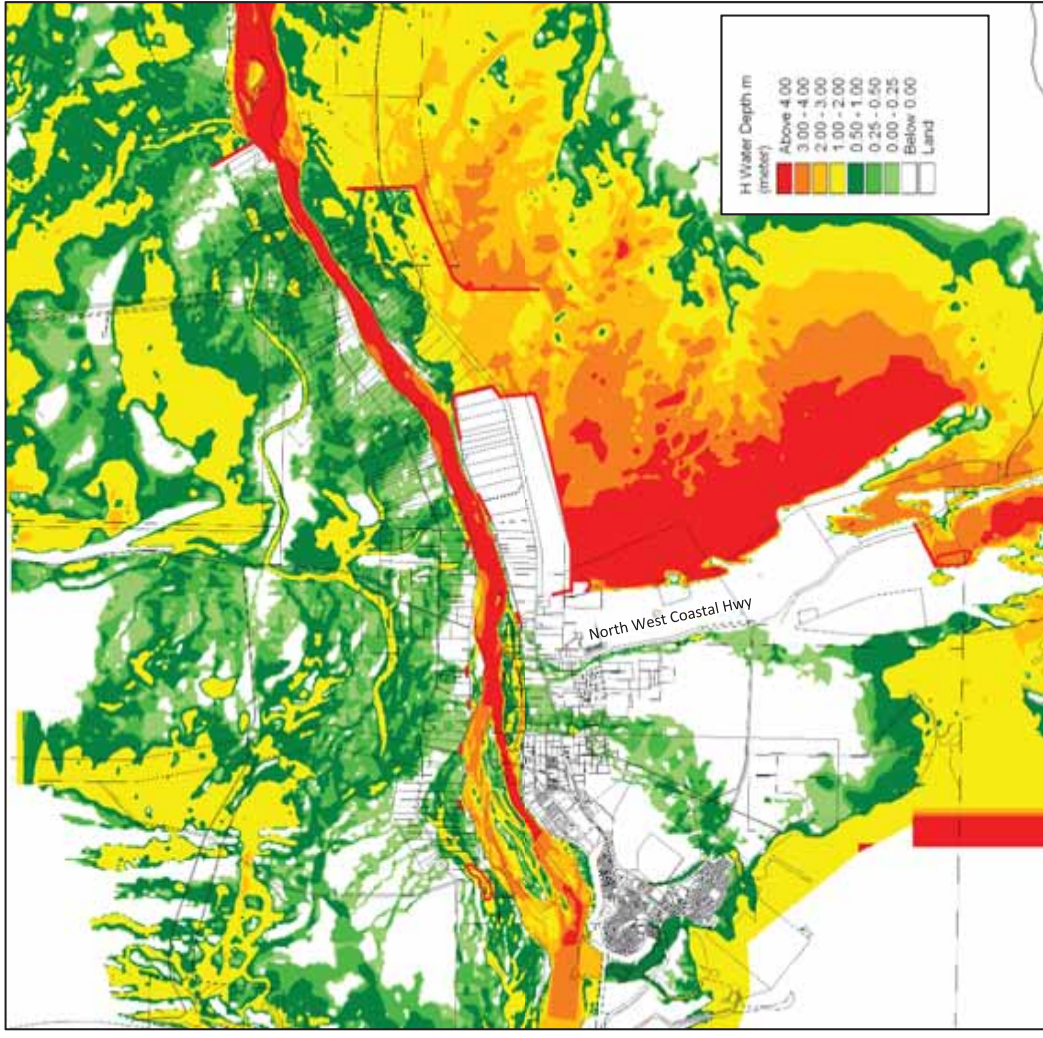 H Water Depth m
(meter)
Above 4.00
3.00 - 4.00
2.00 - 3.00
1.00 - 2.00
0.50 - 1.00
0.25 - 0.50
0.00 - 0.25
Below 0.00
Land
North West Coastal Hwy